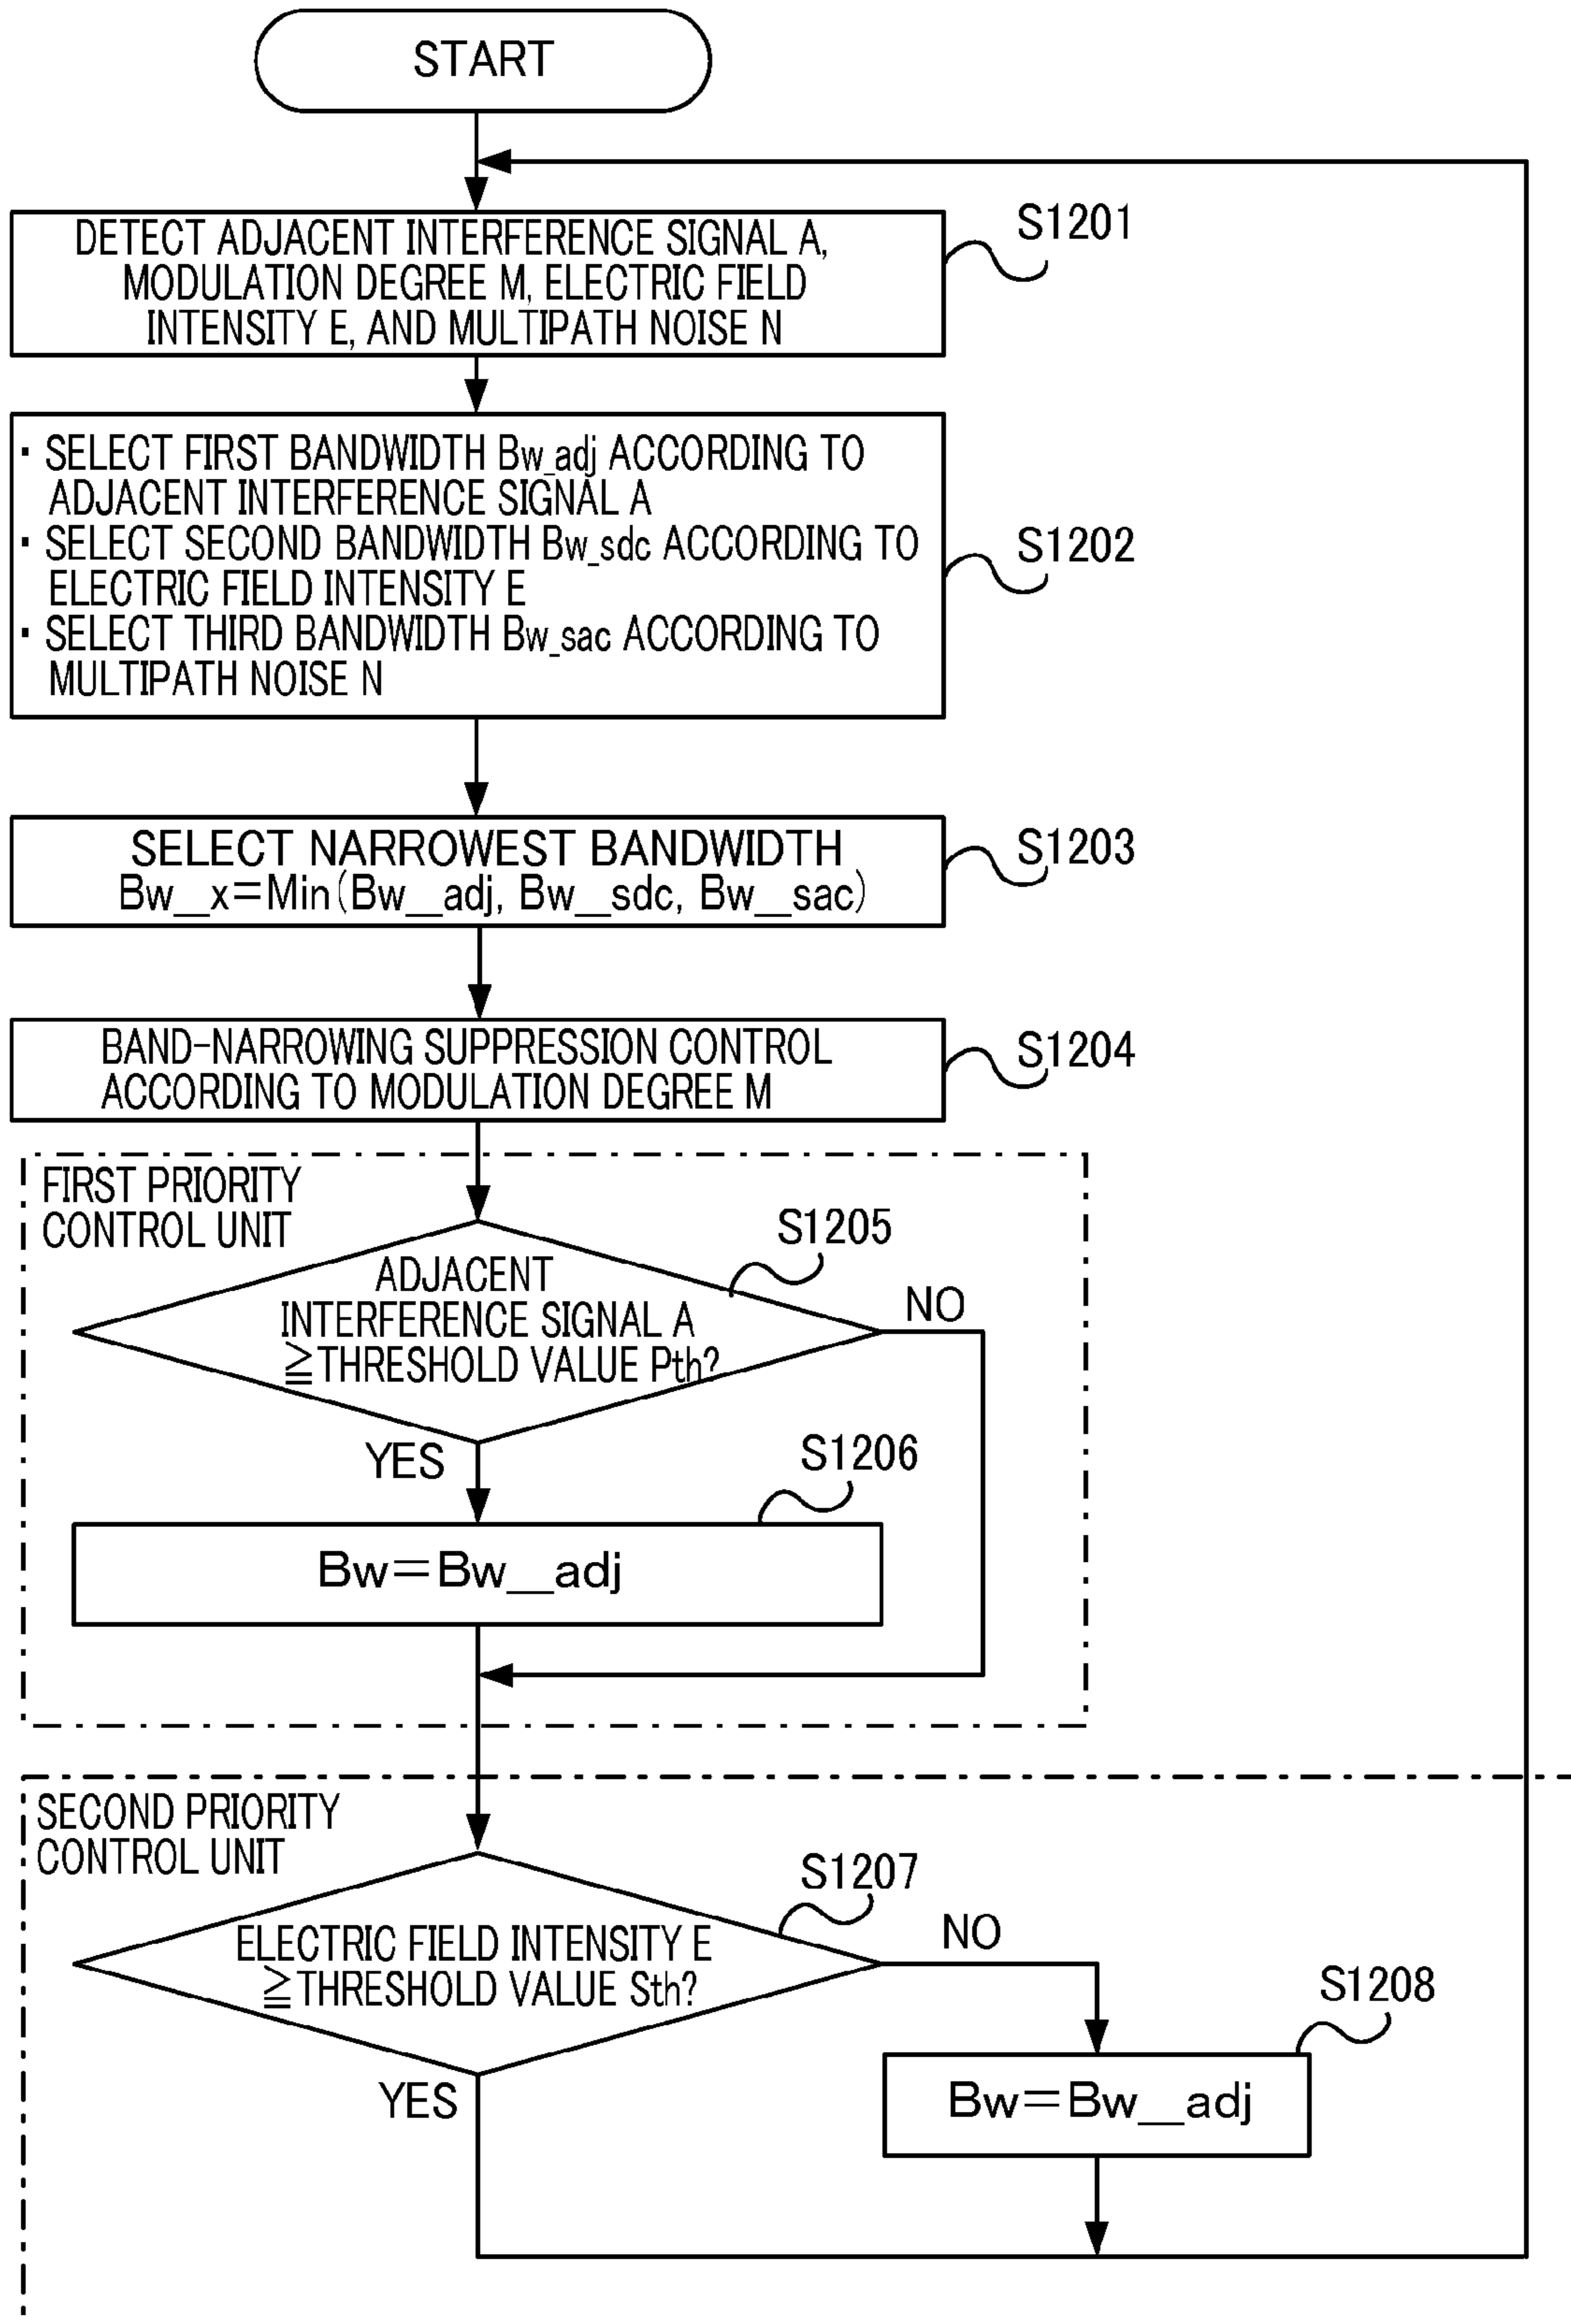 START
DETECT ADJACENT INTERFERENCE SIGNAL A,
MODULATION DEGREE M, ELECTRIC FIELD
INTENSITY E, AND MULTIPATH NOISE N
S1201
・SELECT FIRST BANDWIDTH Bw_adj ACCORDING TO
ADJACENT INTERFERENCE SIGNAL A
・SELECT SECOND BANDWIDTH Bw_sdc ACCORDING TO
ELECTRIC FIELD INTENSITY E
・SELECT THIRD BANDWIDTH Bw_sac ACCORDING TO
MULTIPATH NOISE N
S1202
SELECT NARROWEST BANDWIDTH
Bw__x=Min(Bw__adj, Bw__sdc, Bw__sac)
S1203
BAND-NARROWING SUPPRESSION CONTROL
ACCORDING TO MODULATION DEGREE M
S1204
FIRST PRIORITY
CONTROL UNIT
S1205
ADJACENT
INTERFERENCE SIGNAL A
≧THRESHOLD VALUE Pth?
NO
YES
S1206
Bw=Bw__adj
SECOND PRIORITY
CONTROL UNIT
S1207
ELECTRIC FIELD INTENSITY E
≧THRESHOLD VALUE Sth?
NO
YES
S1208
Bw=Bw__adj